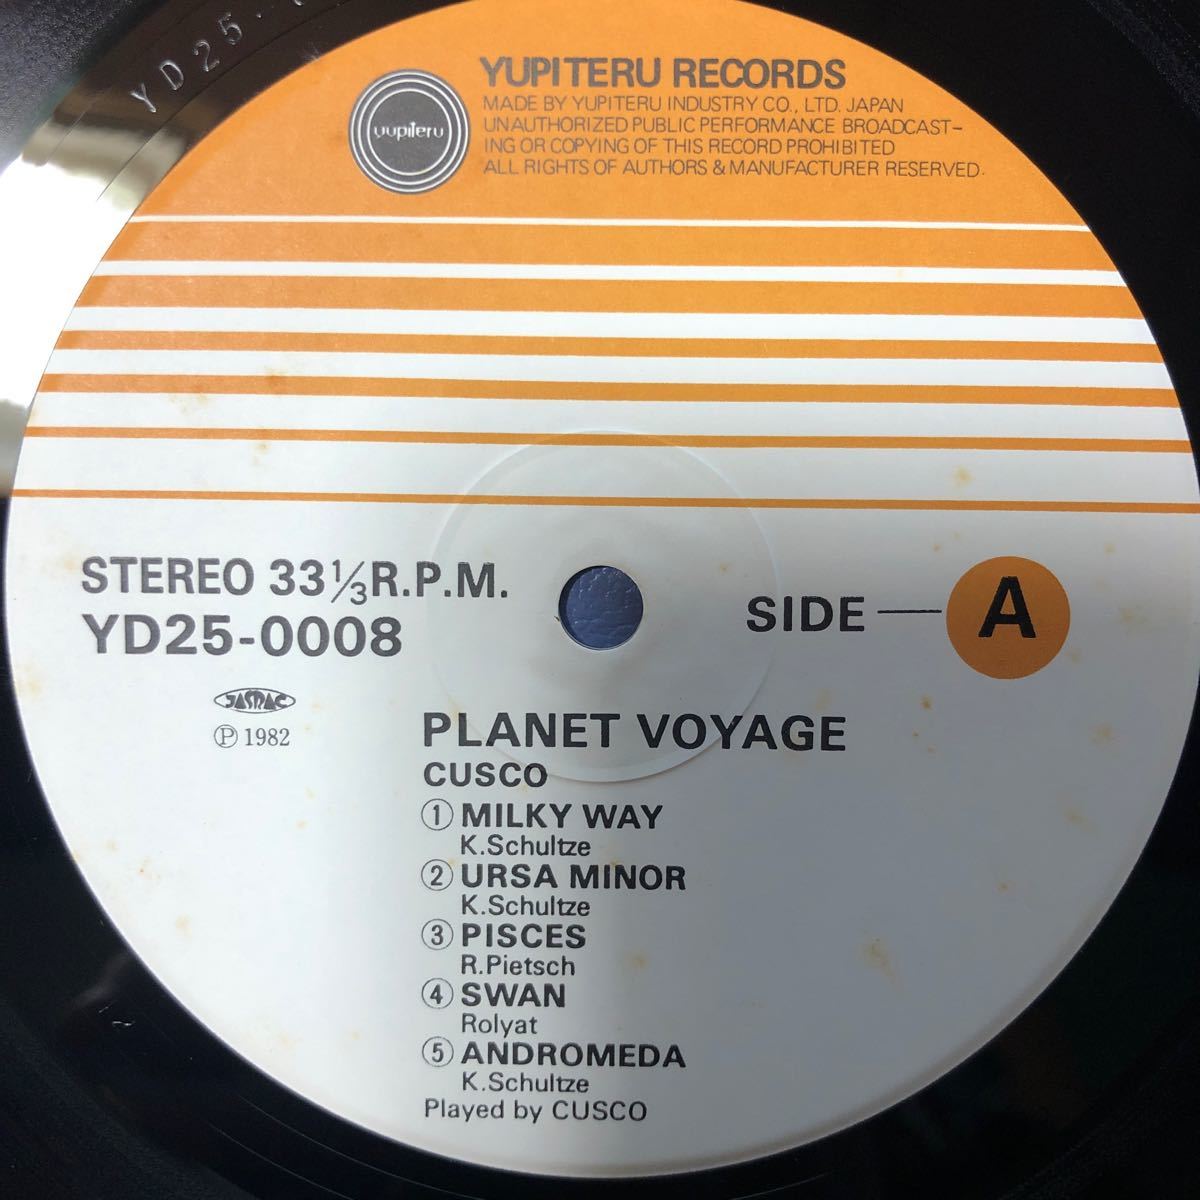 YD25-
yupiteru
YUPITERU RECORDS
MADE BY YUPITERU INDUSTRY CO., LTD. JAPAN
UNAUTHORIZED PUBLIC PERFORMANCE BROADCAST-
ING OR COPYING OF THIS RECORD PROHIBITED
ALL RIGHTS OF AUTHORS & MANUFACTURER RESERVED.
STEREO 33⅓ R.P.M.
YD25-0008
SIDE — A
JASRAC
Ⓟ 1982
PLANET VOYAGE
CUSCO
① MILKY WAY
K.Schultze
② URSA MINOR
K.Schultze
③ PISCES
R.Pietsch
④ SWAN
Rolyat
⑤ ANDROMEDA
K.Schultze
Played by CUSCO